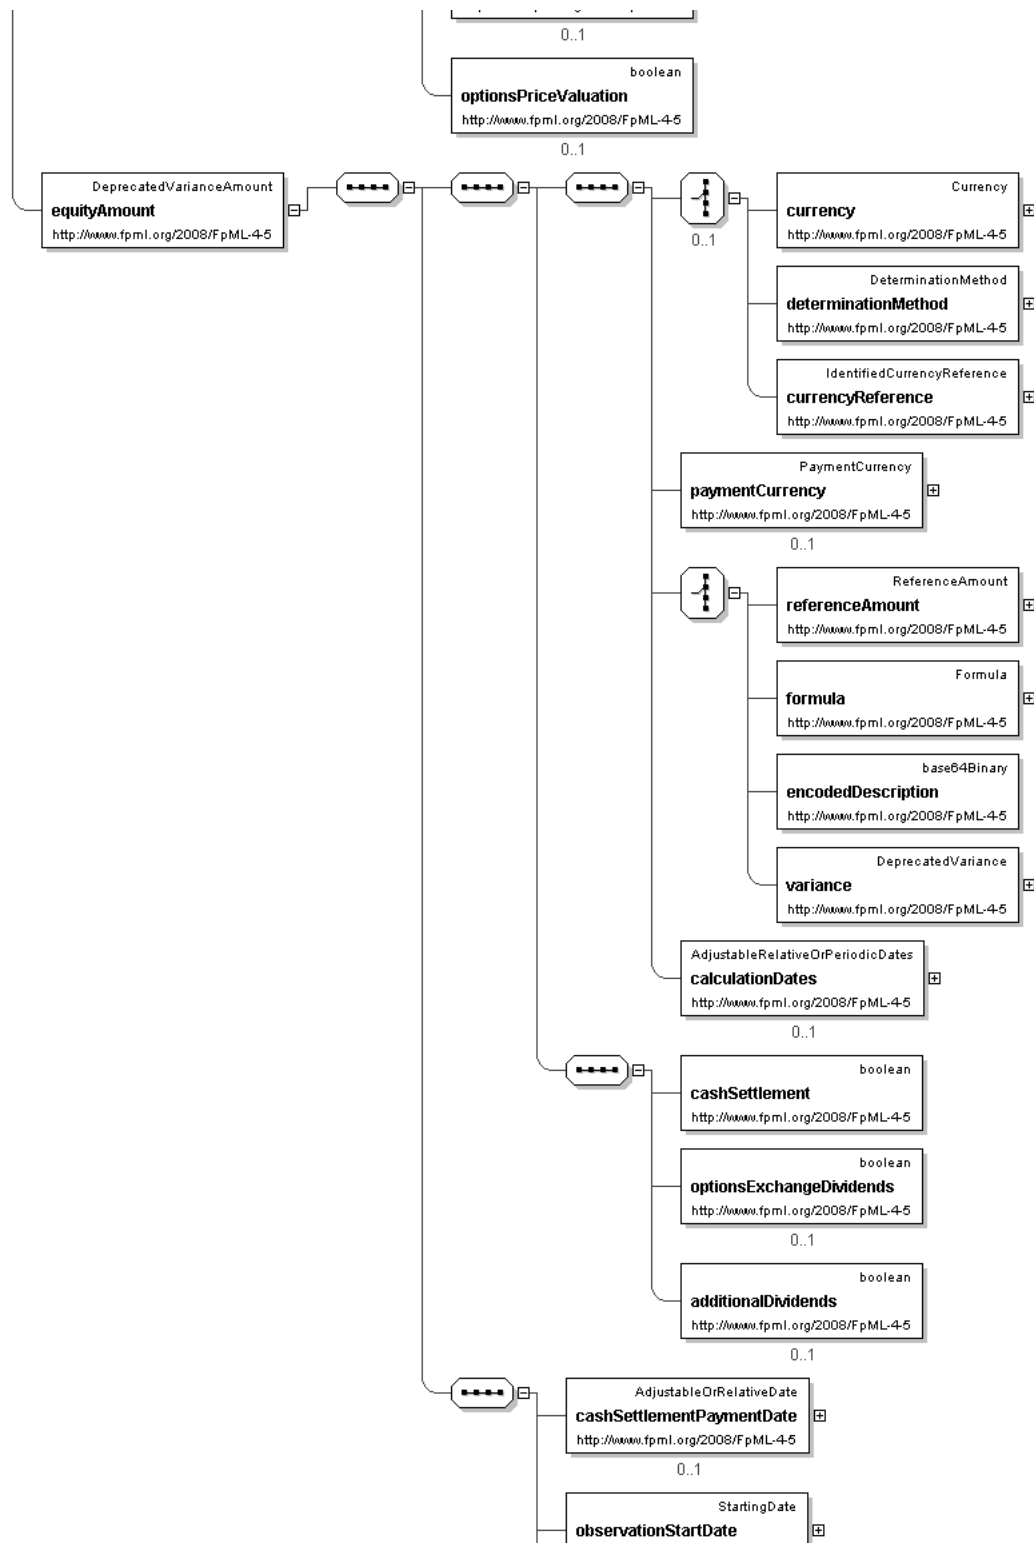 0..1
boolean
optionsPriceValuation
http://www.fpml.org/2008/FpML-4-5
0..1
DeprecatedVarianceAmount
equityAmount
http://www.fpml.org/2008/FpML-4-5
0..1
Currency
currency
http://www.fpml.org/2008/FpML-4-5
DeterminationMethod
determinationMethod
http://www.fpml.org/2008/FpML-4-5
IdentifiedCurrencyReference
currencyReference
http://www.fpml.org/2008/FpML-4-5
PaymentCurrency
paymentCurrency
http://www.fpml.org/2008/FpML-4-5
0..1
ReferenceAmount
referenceAmount
http://www.fpml.org/2008/FpML-4-5
Formula
formula
http://www.fpml.org/2008/FpML-4-5
base64Binary
encodedDescription
http://www.fpml.org/2008/FpML-4-5
DeprecatedVariance
variance
http://www.fpml.org/2008/FpML-4-5
AdjustableRelativeOrPeriodicDates
calculationDates
http://www.fpml.org/2008/FpML-4-5
0..1
boolean
cashSettlement
http://www.fpml.org/2008/FpML-4-5
boolean
optionsExchangeDividends
http://www.fpml.org/2008/FpML-4-5
0..1
boolean
additionalDividends
http://www.fpml.org/2008/FpML-4-5
0..1
AdjustableOrRelativeDate
cashSettlementPaymentDate
http://www.fpml.org/2008/FpML-4-5
0..1
StartingDate
observationStartDate